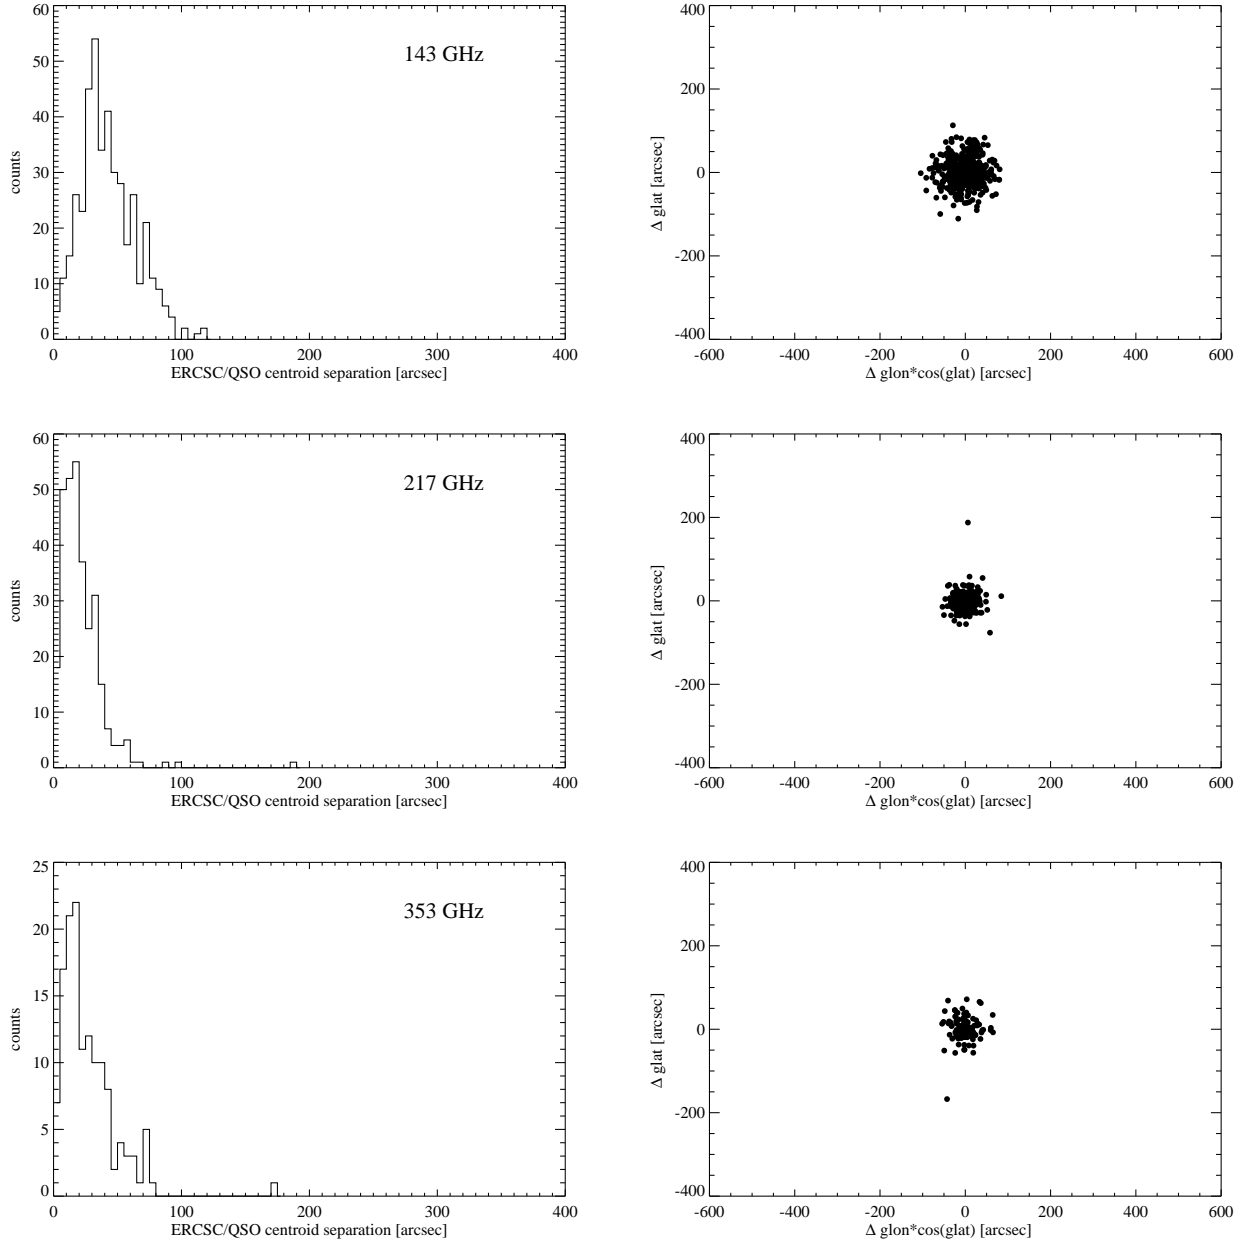 60
50
40
30
20
10
0
counts
143 GHz
0 100 200 300 400
ERCSC/QSO centroid separation [arcsec]
400
200
0
-200
-400
Δ glat [arcsec]
-600 -400 -200 0 200 400 600
Δ glon*cos(glat) [arcsec]
60
50
40
30
20
10
0
counts
217 GHz
0 100 200 300 400
ERCSC/QSO centroid separation [arcsec]
400
200
0
-200
-400
Δ glat [arcsec]
-600 -400 -200 0 200 400 600
Δ glon*cos(glat) [arcsec]
25
20
15
10
5
0
counts
353 GHz
0 100 200 300 400
ERCSC/QSO centroid separation [arcsec]
400
200
0
-200
-400
Δ glat [arcsec]
-600 -400 -200 0 200 400 600
Δ glon*cos(glat) [arcsec]